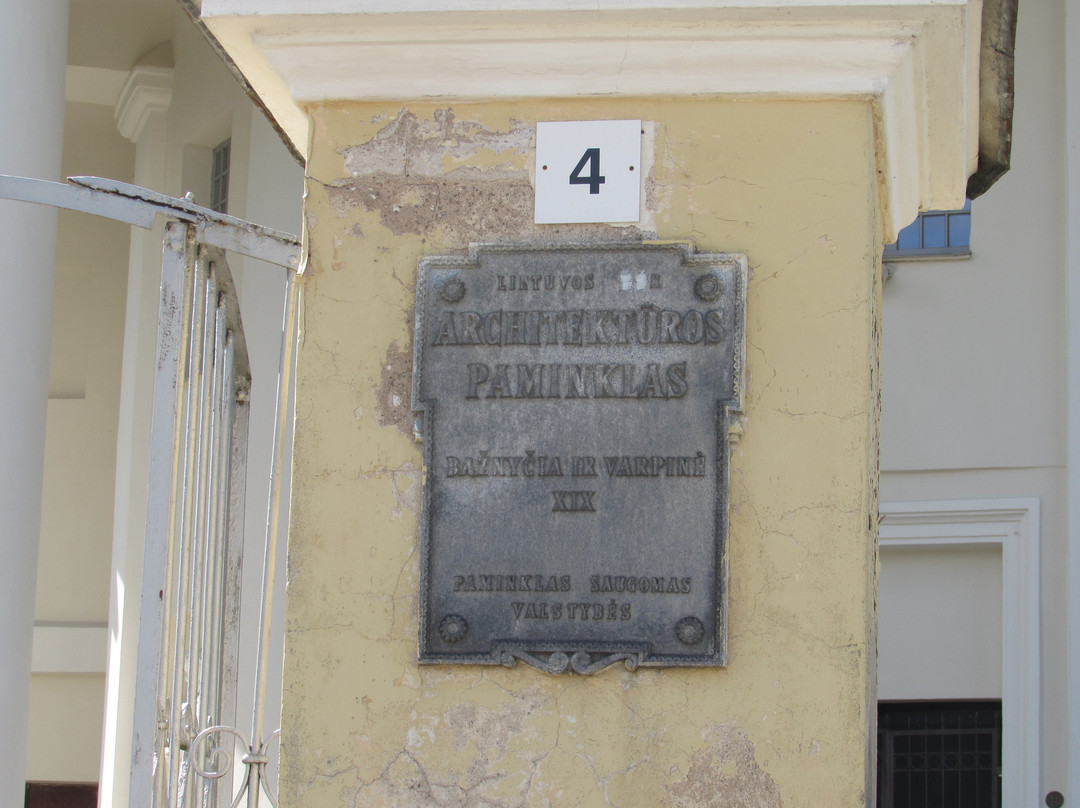 4
LIETUVOS
ARCHITEKTŪROS
PAMINKLAS
BAŽNYČIA IR VARPINĖ
XIX
PAMINKLAS SAUGOMAS
VALSTYBĖS